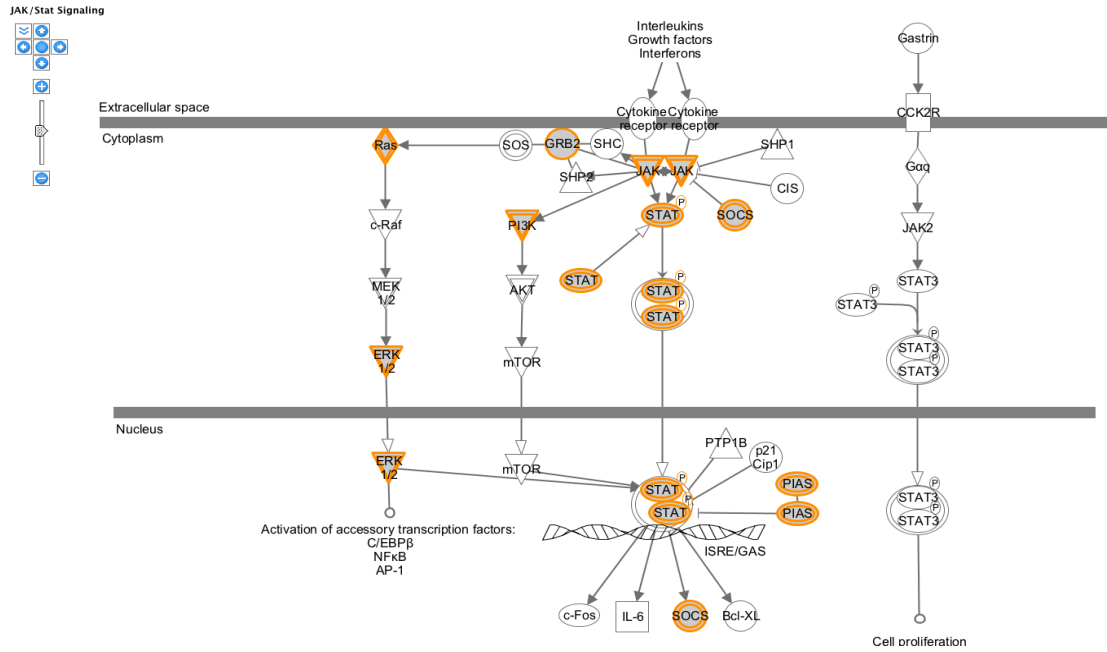 JAK/Stat Signaling
Interleukins
Growth factors
Interferons
Gastrin
Extracellular space
Cytokine
receptor
Cytokine
receptor
CCK2R
Cytoplasm
Ras
SOS
GRB2
SHC
SHP1
SHP2
JAK
JAK
Gαq
CIS
P
c-Raf
PI3K
STAT
SOCS
JAK2
P
STAT
STAT3
MEK
1/2
AKT
STAT
P
STAT3
P
STAT
P
STAT3
P
STAT3
ERK
1/2
mTOR
Nucleus
PTP1B
p21
Cip1
ERK
1/2
mTOR
P
STAT
P
STAT
PIAS
PIAS
P
STAT3
P
STAT3
Activation of accessory transcription factors:
C/EBPβ
NFκB
AP-1
ISRE/GAS
c-Fos
IL-6
SOCS
Bcl-XL
Cell proliferation